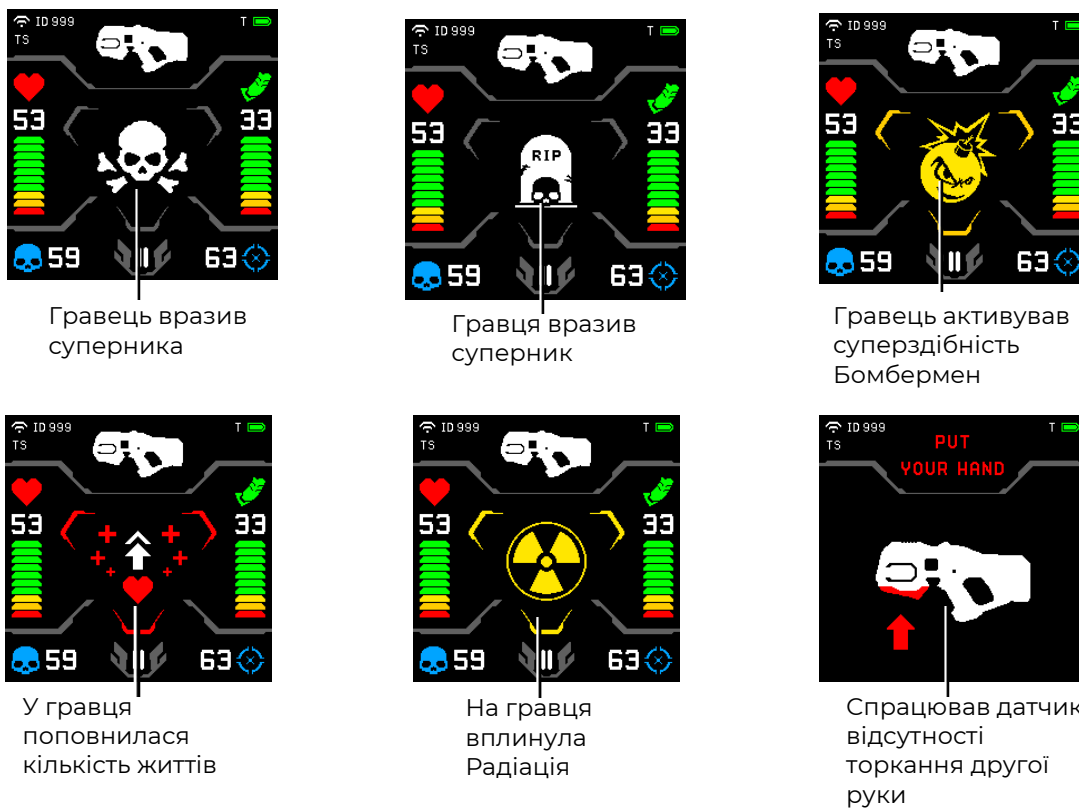 ID 999 T
TS
53 33
59 63
Гравець вразив
суперника
ID 999 T
TS
53 33
RIP
59 63
Гравця вразив
суперник
ID 999 T
TS
53 33
59 63
Гравець активував
суперздібність
Бомбермен
ID 999 T
TS
53 33
59 63
У гравця
поповнилася
кількість життів
ID 999 T
TS
53 33
59 63
На гравця
вплинула
Радіація
ID 999 T
TS
PUT
YOUR HAND
Спрацював датчик
відсутності
торкання другої
руки